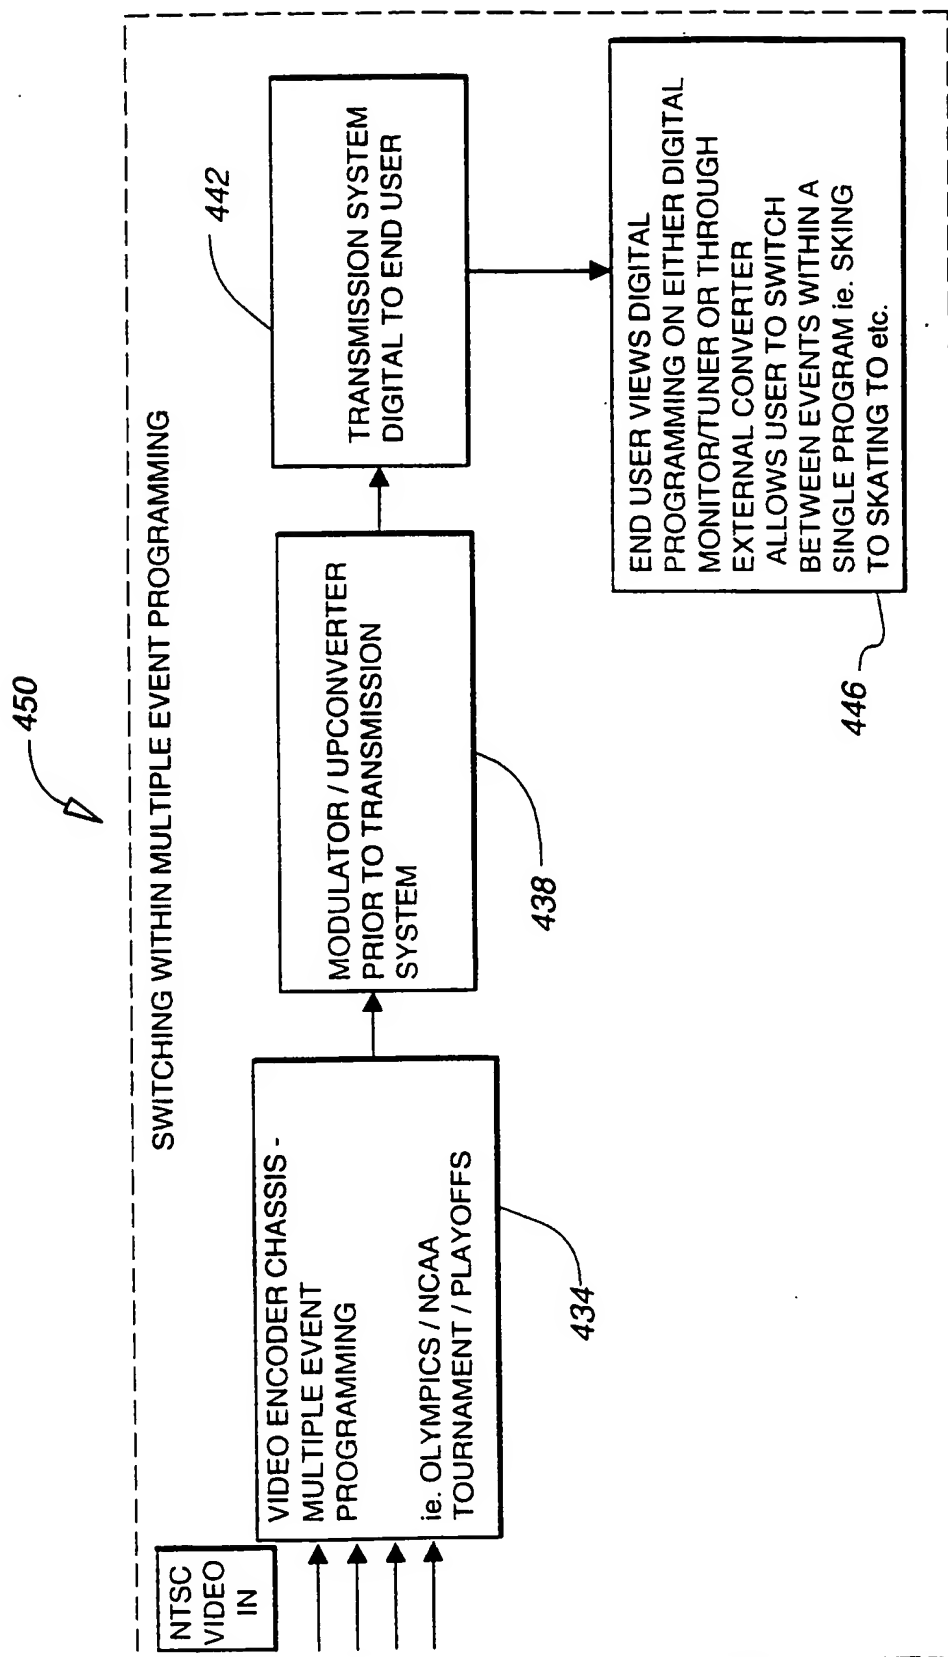 450
SWITCHING WITHIN MULTIPLE EVENT PROGRAMMING
NTSC
VIDEO
IN
VIDEO ENCODER CHASSIS -
MULTIPLE EVENT
PROGRAMMING
ie. OLYMPICS / NCAA
TOURNAMENT / PLAYOFFS
434
MODULATOR / UPCONVERTER
PRIOR TO TRANSMISSION
SYSTEM
438
TRANSMISSION SYSTEM
DIGITAL TO END USER
442
END USER VIEWS DIGITAL
PROGRAMMING ON EITHER DIGITAL
MONITOR/TUNER OR THROUGH
EXTERNAL CONVERTER
ALLOWS USER TO SWITCH
BETWEEN EVENTS WITHIN A
SINGLE PROGRAM ie. SKING
TO SKATING TO etc.
446